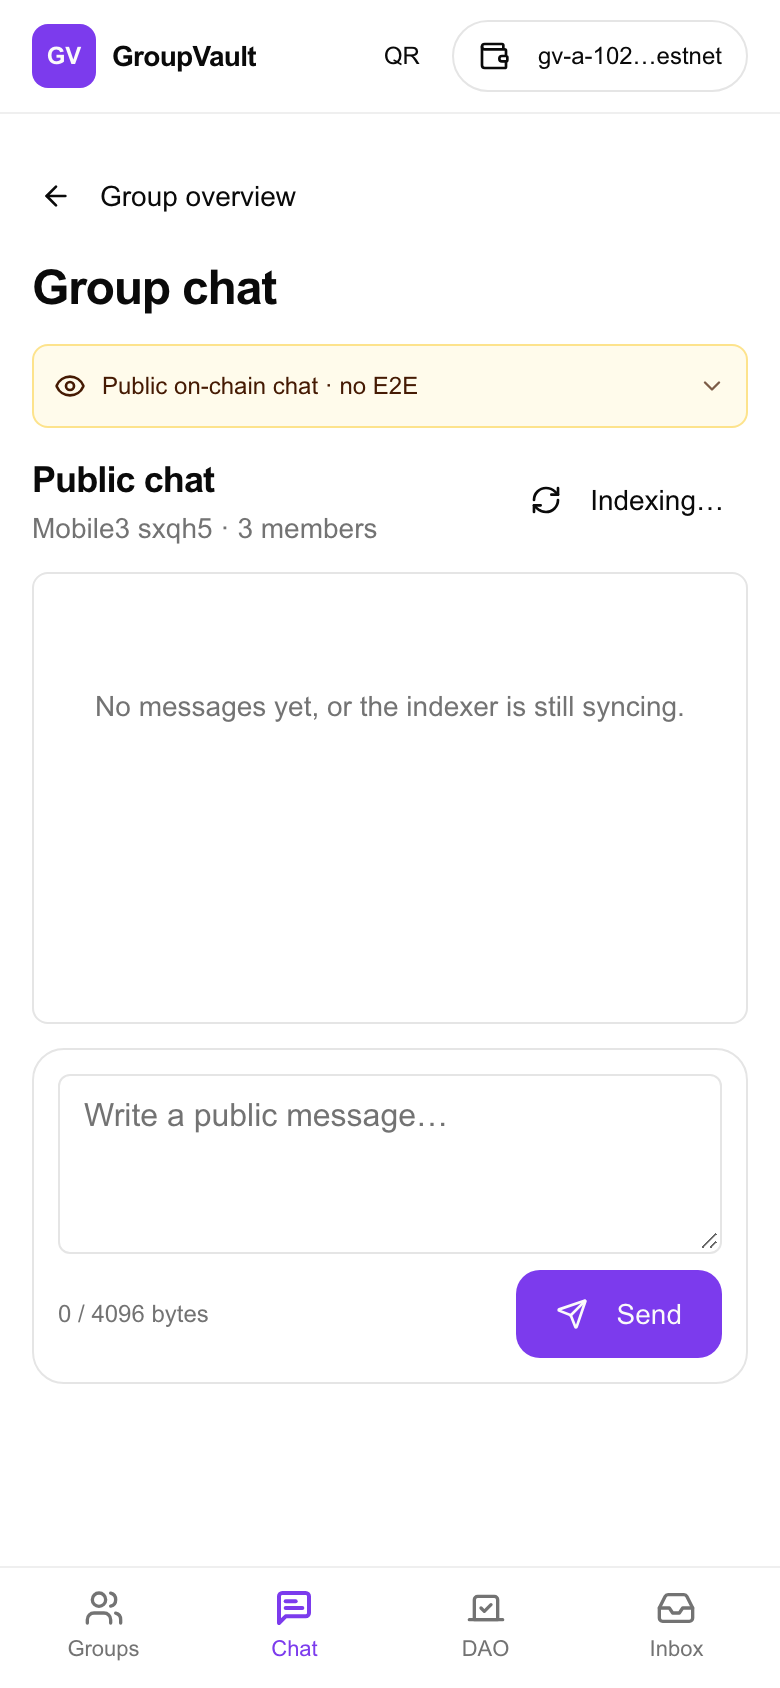 GV GroupVault QR gv-a-102…estnet
Group overview
Group chat
Public on-chain chat · no E2E
Public chat
Mobile3 sxqh5 · 3 members
Indexing…
No messages yet, or the indexer is still syncing.
Write a public message…
0 / 4096 bytes
Send
Groups Chat DAO Inbox